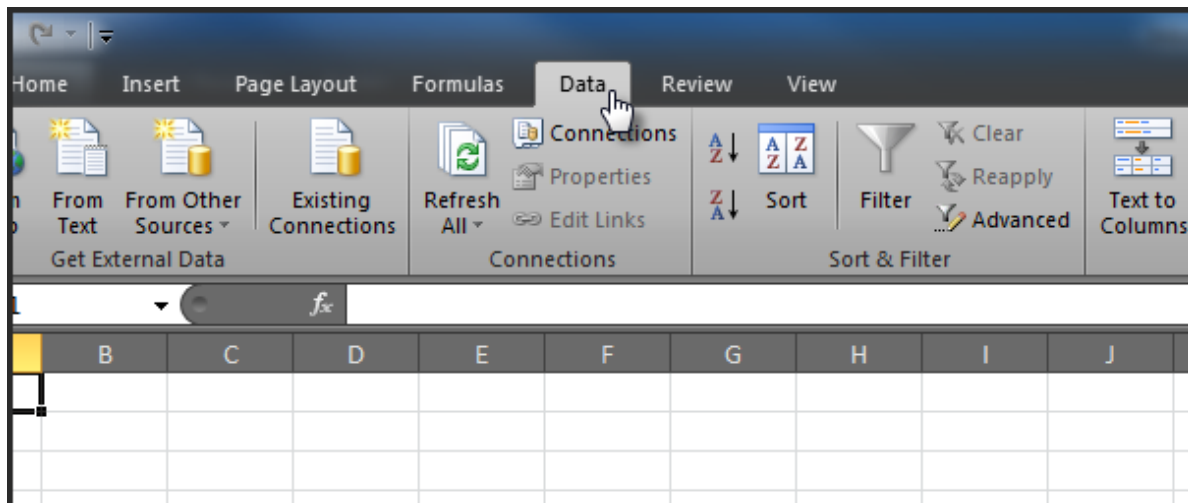 Home Insert Page Layout Formulas Data Review View
Connections Clear
Properties Reapply
From From Other Existing Refresh Sort Filter Text to
Text Sources Connections All Edit Links Advanced Columns
Get External Data Connections Sort & Filter
fx
B C D E F G H I J